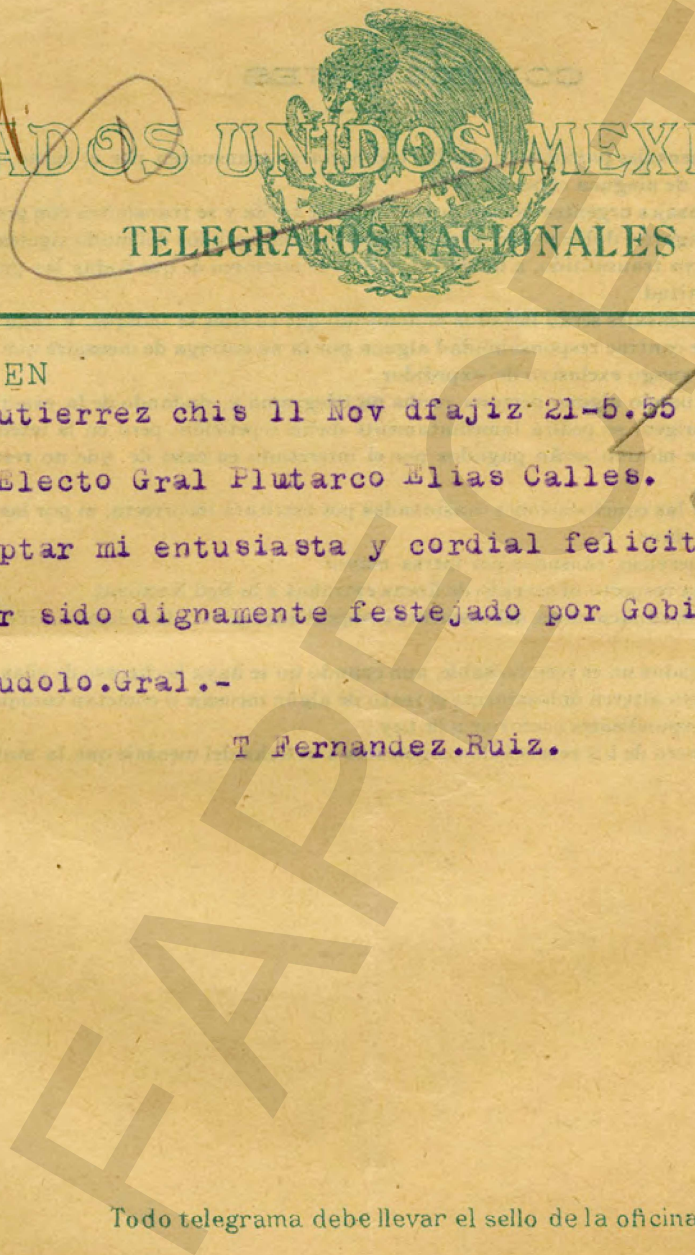 ADOS UNIDOS MEXI
TELEGRAFOS NACIONALES
EN
utierrez chis 11 Nov dfajiz 21-5.55
Electo Gral Plutarco Elias Calles.
ptar mi entusiasta y cordial felicit
r sido dignamente festejado por Gobi
udolo.Gral.-
T Fernandez.Ruiz.
Todo telegrama debe llevar el sello de la oficina
FAPECFT